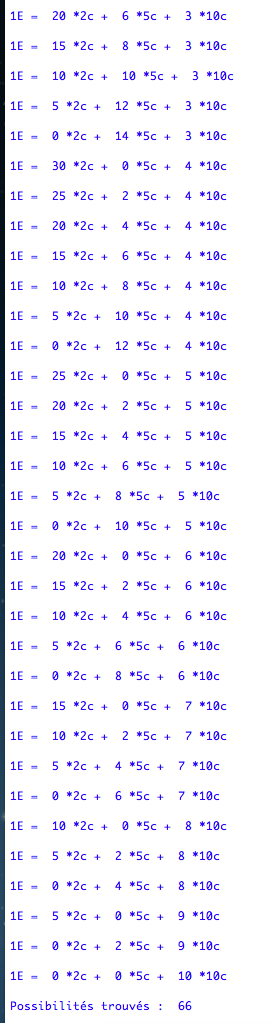 1E =  20 *2c +  6 *5c +  3 *10c
1E =  15 *2c +  8 *5c +  3 *10c
1E =  10 *2c +  10 *5c +  3 *10c
1E =  5 *2c +  12 *5c +  3 *10c
1E =  0 *2c +  14 *5c +  3 *10c
1E =  30 *2c +  0 *5c +  4 *10c
1E =  25 *2c +  2 *5c +  4 *10c
1E =  20 *2c +  4 *5c +  4 *10c
1E =  15 *2c +  6 *5c +  4 *10c
1E =  10 *2c +  8 *5c +  4 *10c
1E =  5 *2c +  10 *5c +  4 *10c
1E =  0 *2c +  12 *5c +  4 *10c
1E =  25 *2c +  0 *5c +  5 *10c
1E =  20 *2c +  2 *5c +  5 *10c
1E =  15 *2c +  4 *5c +  5 *10c
1E =  10 *2c +  6 *5c +  5 *10c
1E =  5 *2c +  8 *5c +  5 *10c
1E =  0 *2c +  10 *5c +  5 *10c
1E =  20 *2c +  0 *5c +  6 *10c
1E =  15 *2c +  2 *5c +  6 *10c
1E =  10 *2c +  4 *5c +  6 *10c
1E =  5 *2c +  6 *5c +  6 *10c
1E =  0 *2c +  8 *5c +  6 *10c
1E =  15 *2c +  0 *5c +  7 *10c
1E =  10 *2c +  2 *5c +  7 *10c
1E =  5 *2c +  4 *5c +  7 *10c
1E =  0 *2c +  6 *5c +  7 *10c
1E =  10 *2c +  0 *5c +  8 *10c
1E =  5 *2c +  2 *5c +  8 *10c
1E =  0 *2c +  4 *5c +  8 *10c
1E =  5 *2c +  0 *5c +  9 *10c
1E =  0 *2c +  2 *5c +  9 *10c
1E =  0 *2c +  0 *5c +  10 *10c
Possibilités trouvés :  66